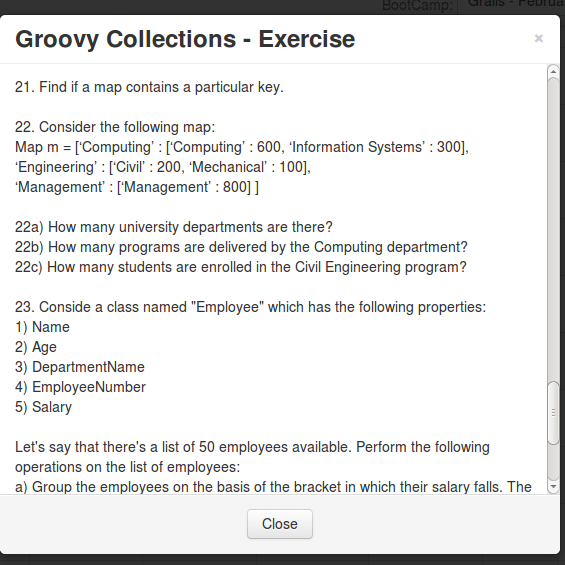 BootCamp: Grails - Februa
Groovy Collections - Exercise
×
21. Find if a map contains a particular key.
22. Consider the following map:
Map m = [‘Computing’ : [‘Computing’ : 600, ‘Information Systems’ : 300],
‘Engineering’ : [‘Civil’ : 200, ‘Mechanical’ : 100],
‘Management’ : [‘Management’ : 800] ]
22a) How many university departments are there?
22b) How many programs are delivered by the Computing department?
22c) How many students are enrolled in the Civil Engineering program?
23. Conside a class named "Employee" which has the following properties:
1) Name
2) Age
3) DepartmentName
4) EmployeeNumber
5) Salary
Let's say that there's a list of 50 employees available. Perform the following
operations on the list of employees:
a) Group the employees on the basis of the bracket in which their salary falls. The
Close